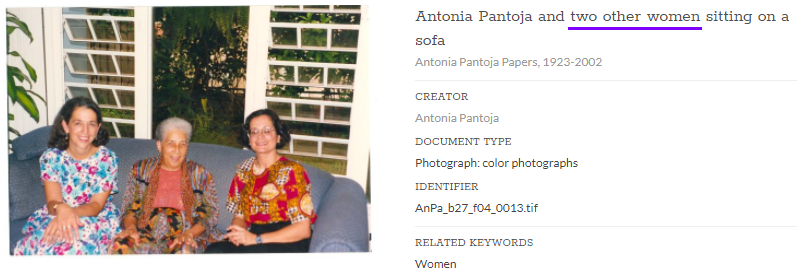 Antonia Pantoja and two other women sitting on a
sofa
Antonia Pantoja Papers, 1923-2002
CREATOR
Antonia Pantoja
DOCUMENT TYPE
Photograph: color photographs
IDENTIFIER
AnPa_b27_f04_0013.tif
RELATED KEYWORDS
Women